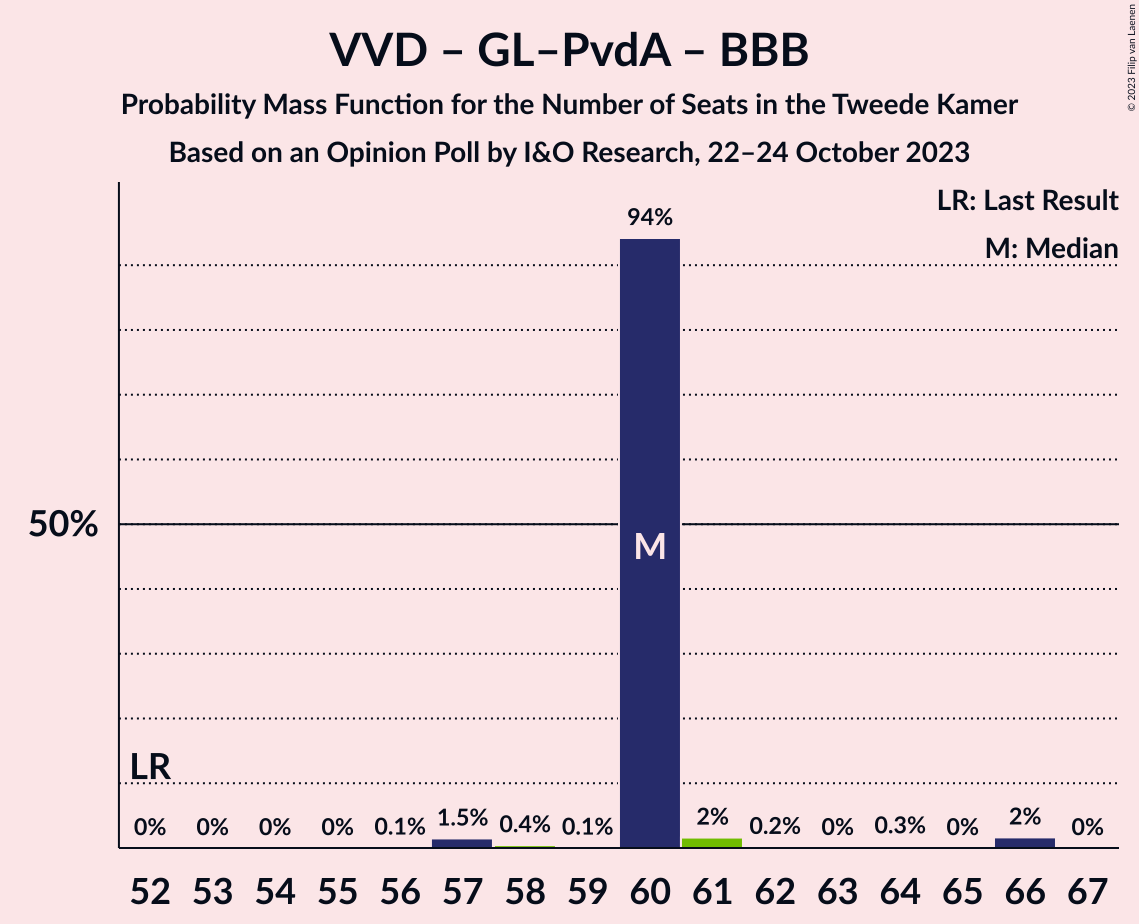 VVD – GL–PvdA – BBB
Probability Mass Function for the Number of Seats in the Tweede Kamer
Based on an Opinion Poll by I&O Research, 22–24 October 2023
© 2023 Filip van Laenen
LR: Last Result
M: Median
94%
50%
M
LR
0% 0% 0% 0% 0.1% 1.5% 0.4% 0.1% 2% 0.2% 0% 0.3% 0% 2% 0%
52 53 54 55 56 57 58 59 60 61 62 63 64 65 66 67